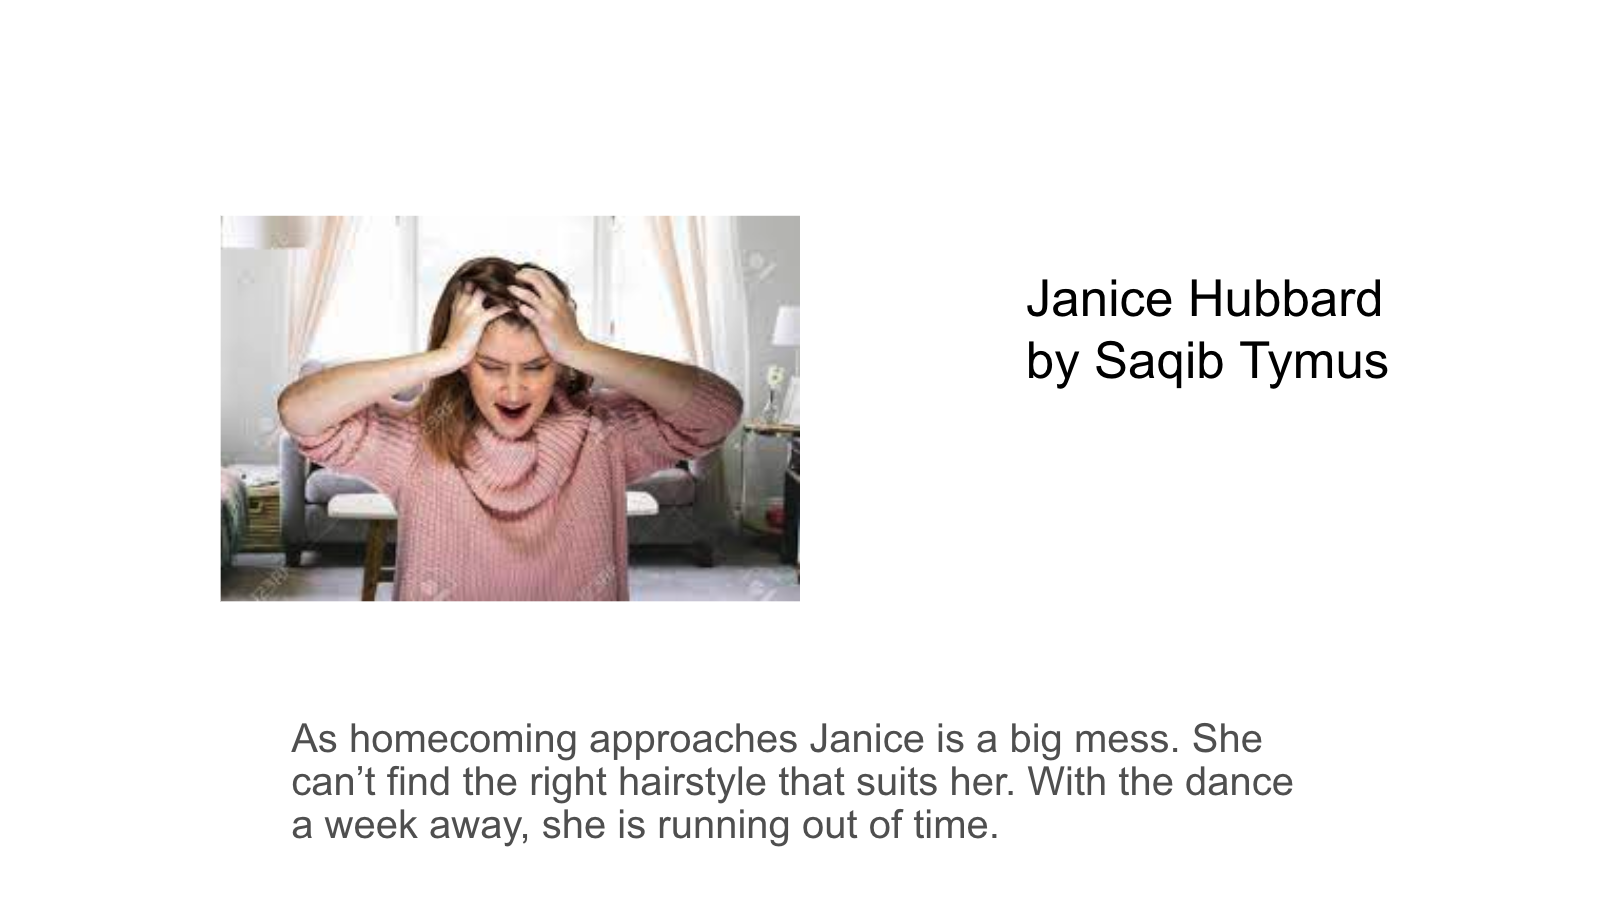 Janice Hubbard
by Saqib Tymus
As homecoming approaches Janice is a big mess. She
can’t find the right hairstyle that suits her. With the dance
a week away, she is running out of time.